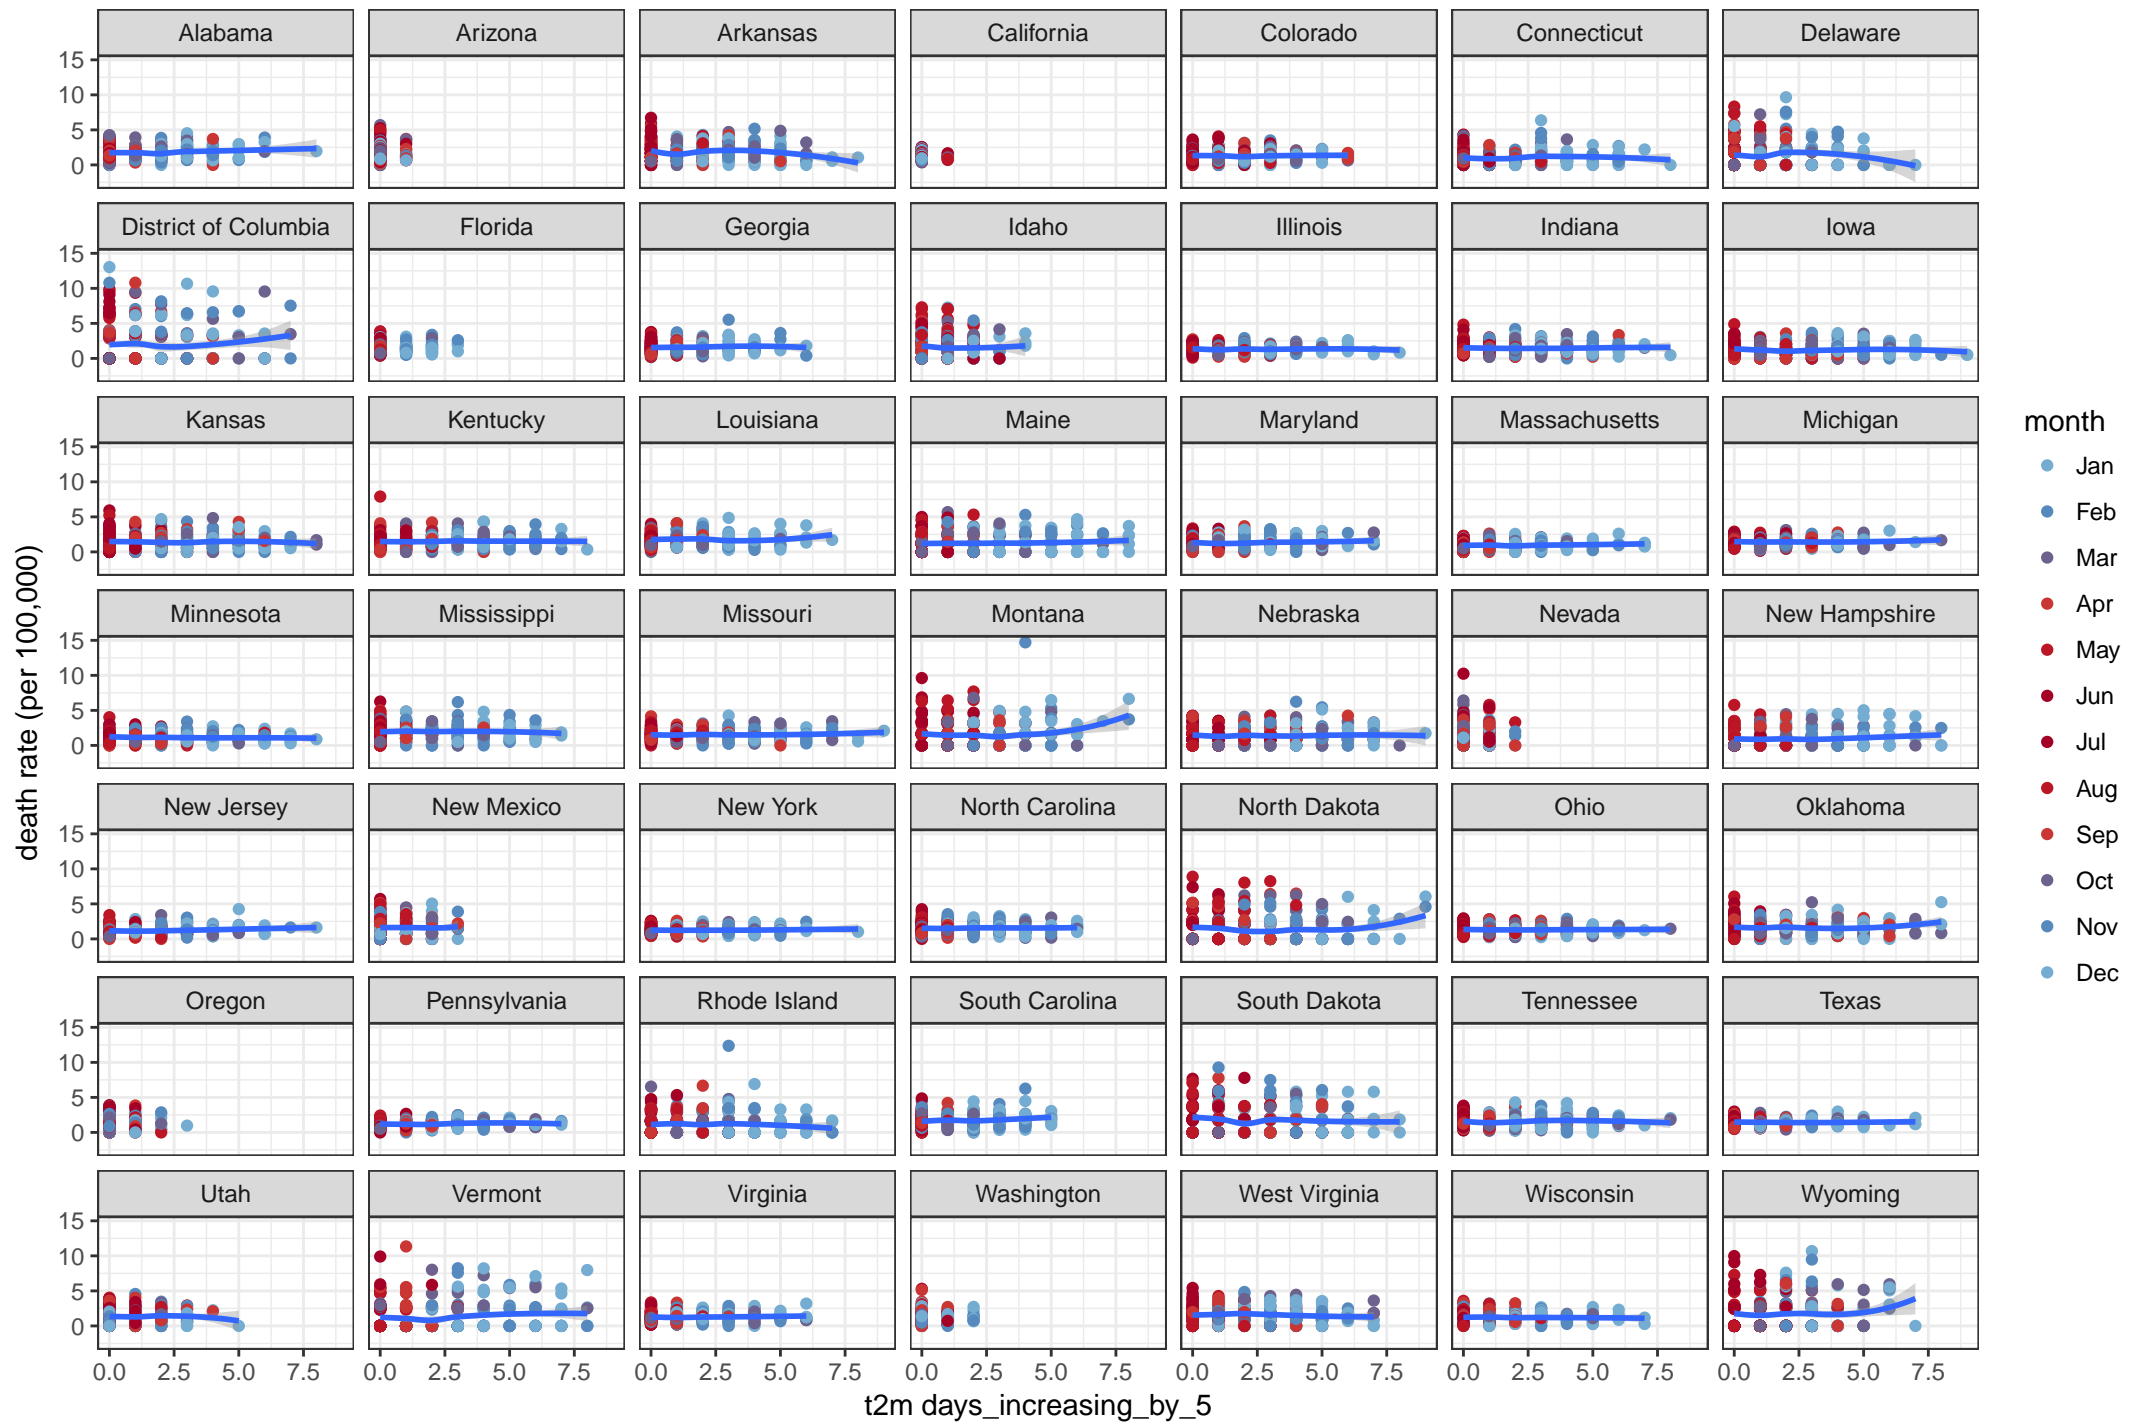 Alabama Arizona Arkansas California Colorado Connecticut Delaware
15
10
5
0
District of Columbia Florida Georgia Idaho Illinois Indiana Iowa
15
10
5
0
Kansas Kentucky Louisiana Maine Maryland Massachusetts Michigan
15
10
5
0
Minnesota Mississippi Missouri Montana Nebraska Nevada New Hampshire
15
10
5
0
New Jersey New Mexico New York North Carolina North Dakota Ohio Oklahoma
15
10
5
0
Oregon Pennsylvania Rhode Island South Carolina South Dakota Tennessee Texas
15
10
5
0
Utah Vermont Virginia Washington West Virginia Wisconsin Wyoming
15
10
5
0
0.0 2.5 5.0 7.5 0.0 2.5 5.0 7.5 0.0 2.5 5.0 7.5 0.0 2.5 5.0 7.5 0.0 2.5 5.0 7.5 0.0 2.5 5.0 7.5 0.0 2.5 5.0 7.5
t2m days_increasing_by_5
death rate (per 100,000)
month
Jan
Feb
Mar
Apr
May
Jun
Jul
Aug
Sep
Oct
Nov
Dec